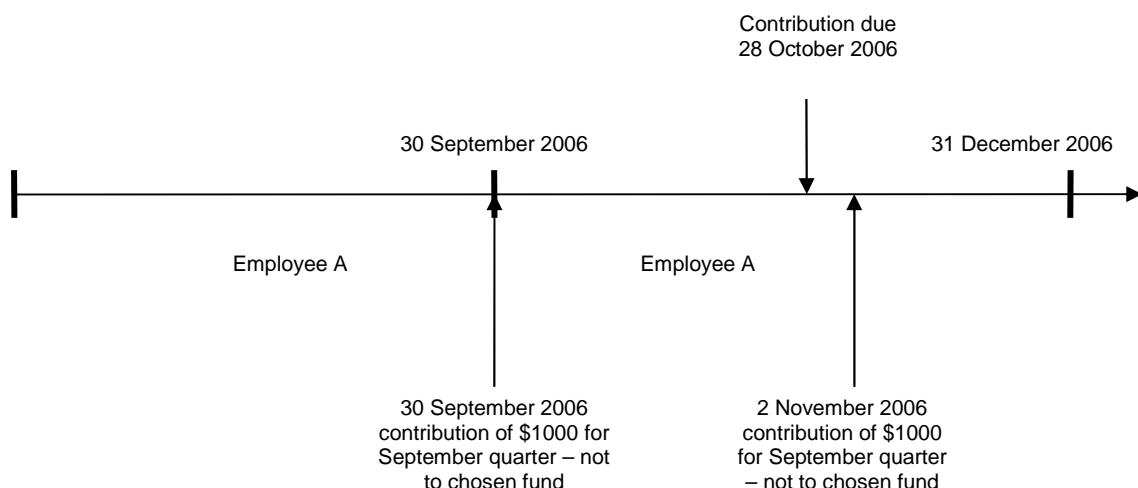 Contribution due
28 October 2006
30 September 2006
31 December 2006
Employee A
Employee A
30 September 2006
contribution of $1000 for
September quarter – not
to chosen fund
2 November 2006
contribution of $1000
for September quarter
– not to chosen fund